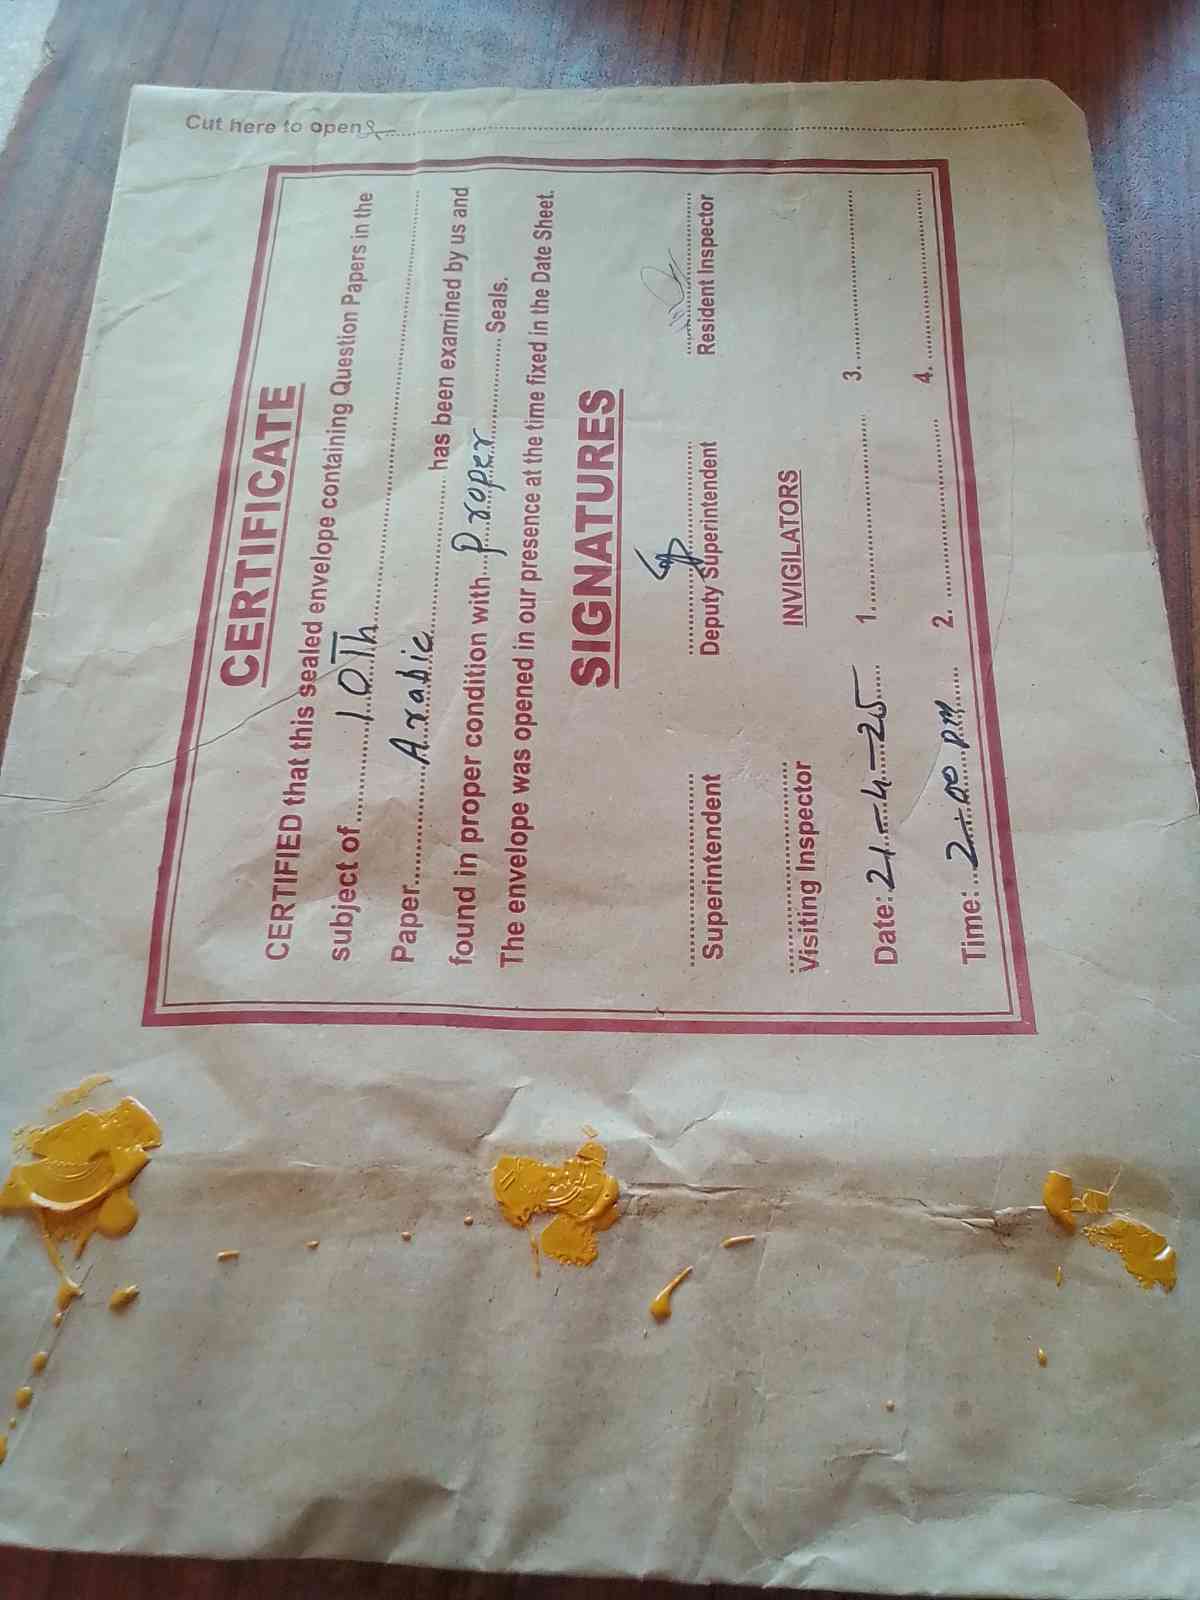 Cut here to open
CERTIFICATE
CERTIFIED that this sealed envelope containing Question Papers in the
subject of 10Th
Paper Arabic has been examined by us and
found in proper condition with Proper Seals.
The envelope was opened in our presence at the time fixed in the Date Sheet.
SIGNATURES
Superintendent Deputy Superintendent Resident Inspector
Visiting Inspector INVIGILATORS
Date: 21-4-25 1. 3.
Time: 2-00 PM 2. 4.